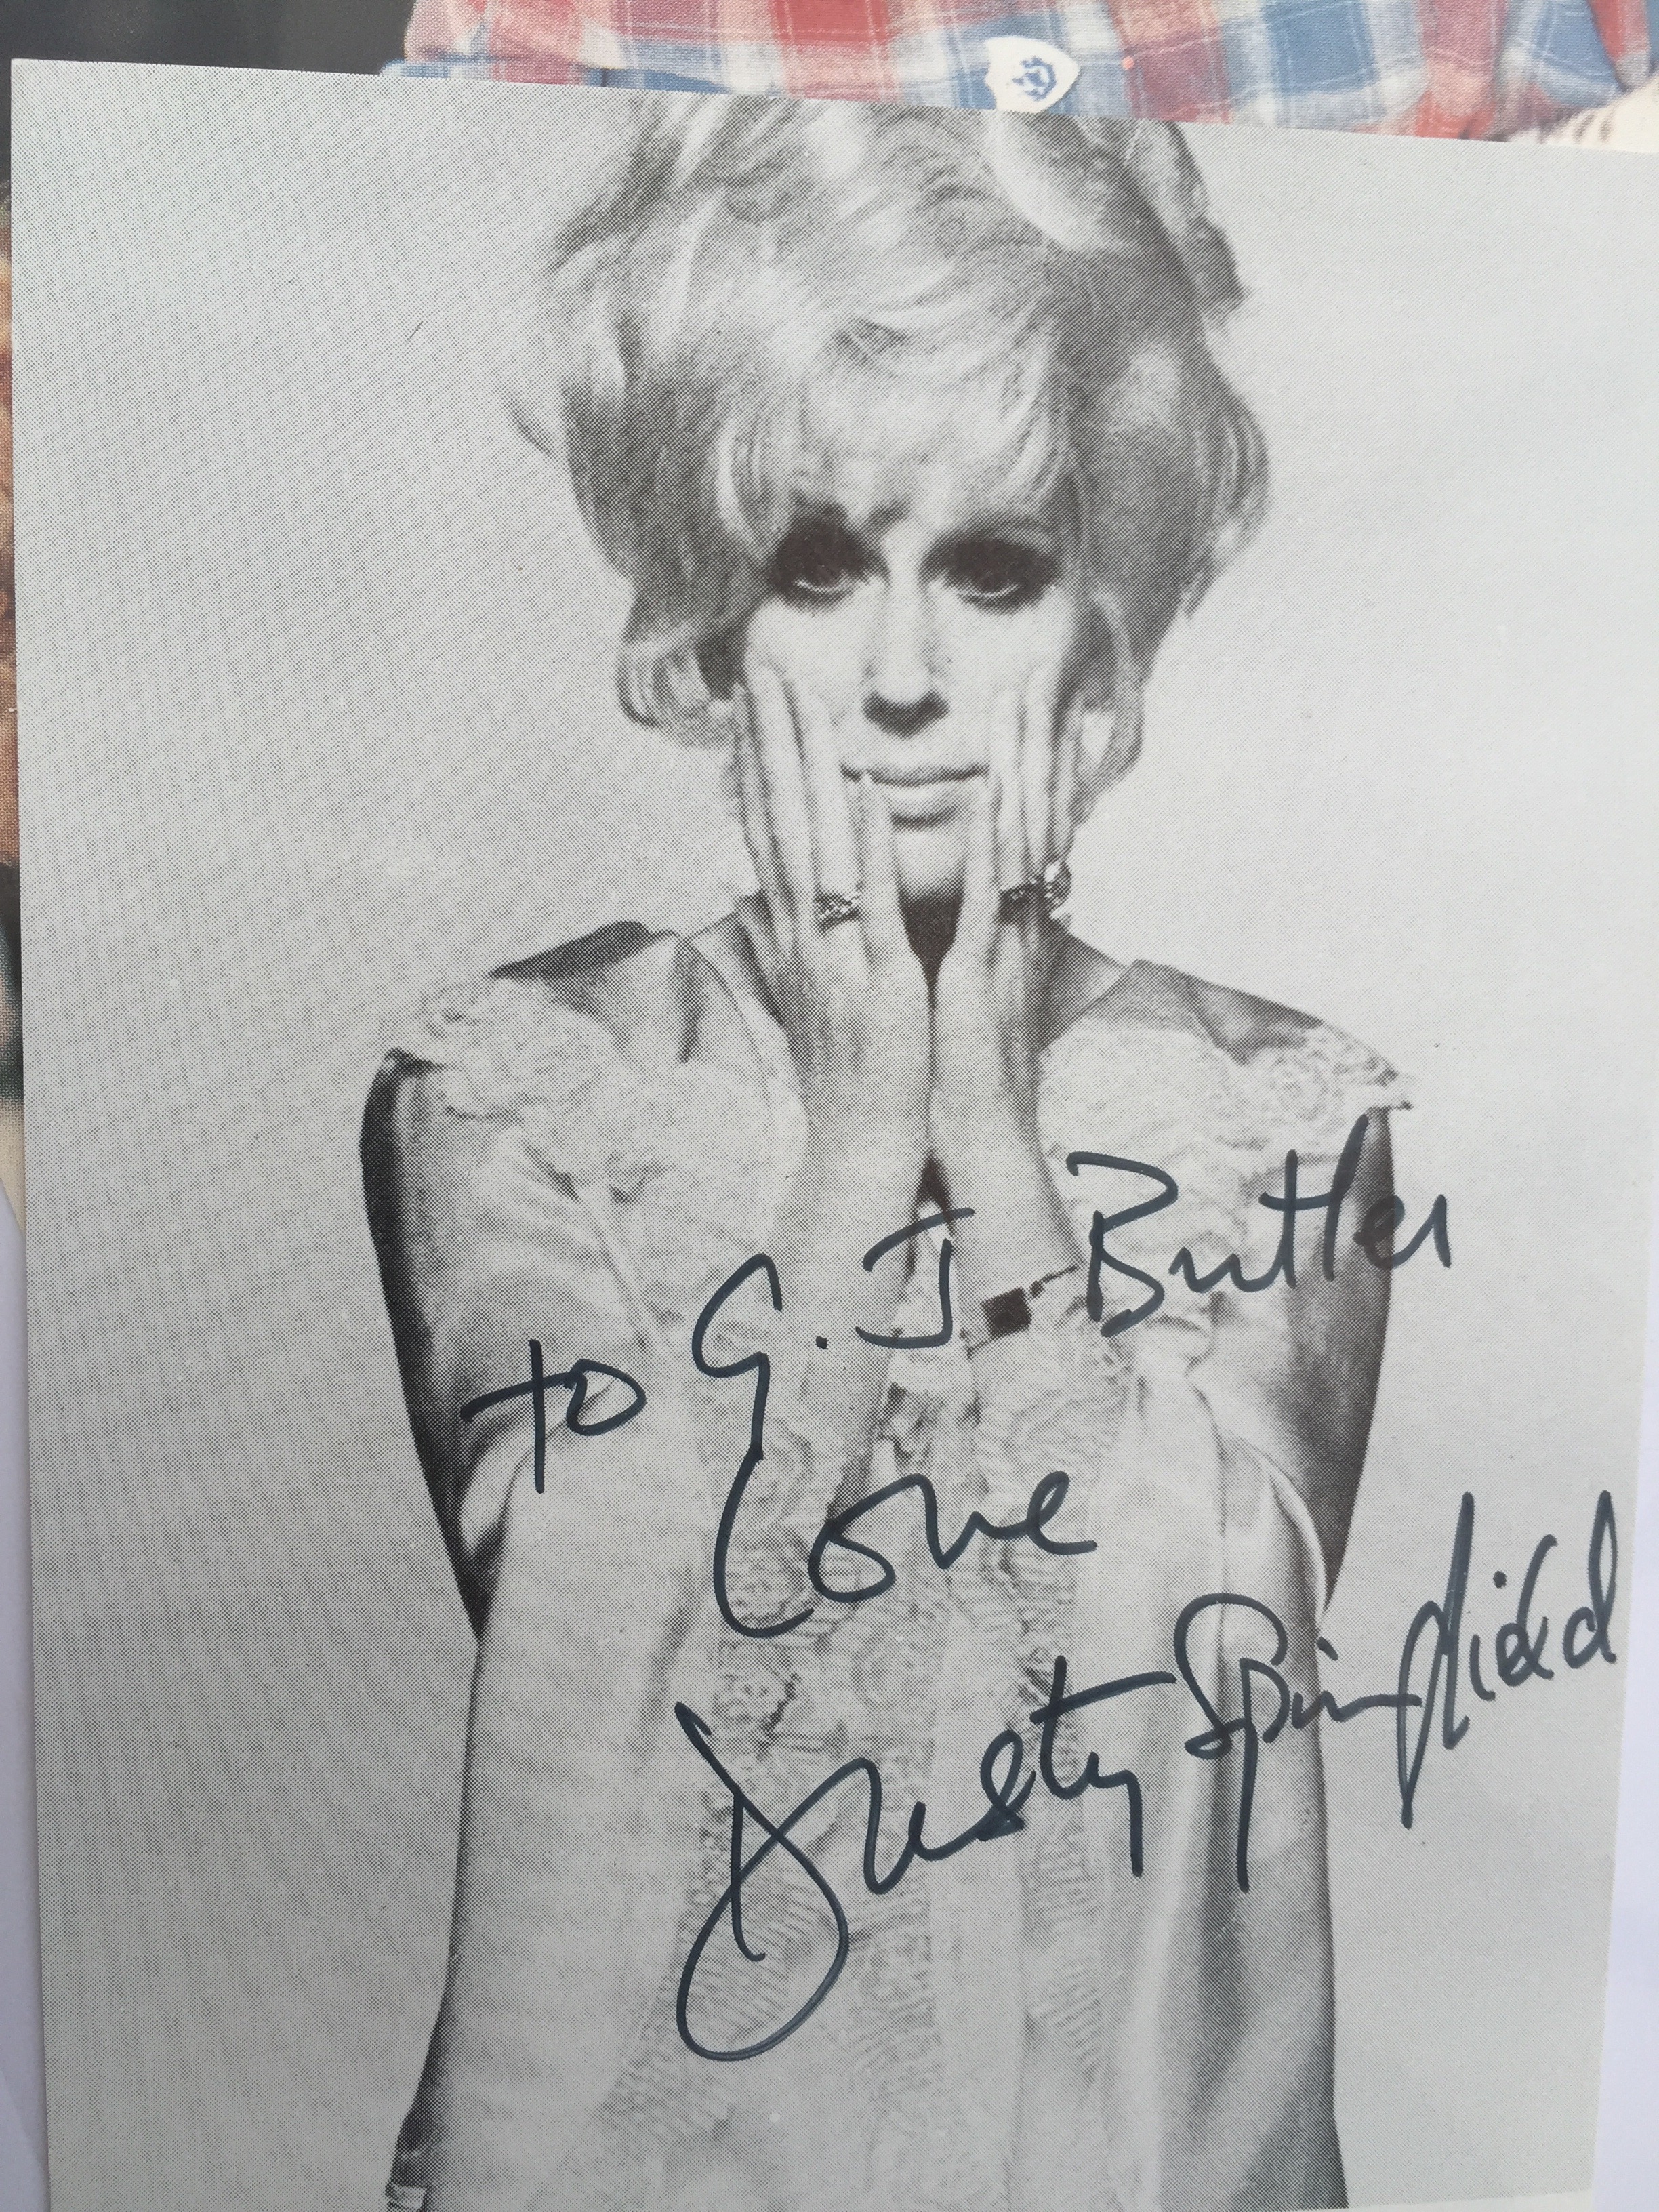 to G. J Butler
Love
Dusty Springfield